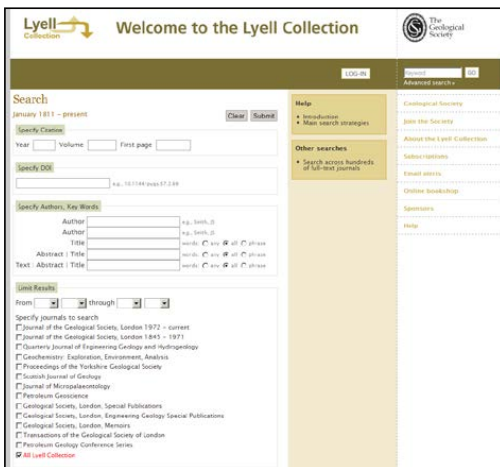 Lyell
Collection
Welcome to the Lyell Collection
The
Geological
Society
LOG-IN
Keyword
GO
Advanced search »
Search
January 1811 – present
Clear
Submit
Specify Citation
Year
Volume
First page
Specify DOI
Specify Authors, Key Words
Author
e.g., Smith, JS
Author
e.g., Smith, JS
Title
words: any all phrase
Abstract | Title
words: any all phrase
Text | Abstract | Title
words: any all phrase
Limit Results
From
through
Specify journals to search
Journal of the Geological Society, London 1972 – current
Journal of the Geological Society, London 1845 – 1971
Quarterly Journal of Engineering Geology and Hydrogeology
Geochemistry: Exploration, Environment, Analysis
Proceedings of the Yorkshire Geological Society
Scottish Journal of Geology
Journal of Micropalaeontology
Petroleum Geoscience
Geological Society, London, Special Publications
Geological Society, London, Engineering Geology Special Publications
Geological Society, London, Memoirs
Transactions of the Geological Society of London
Petroleum Geology Conference Series
All Lyell Collection
Help
• Introduction
• Main search strategies
Other searches
• Search across hundreds
of full-text journals
Geological Society
Join the Society
About the Lyell Collection
Subscriptions
Email alerts
Online bookshop
Sponsors
Help